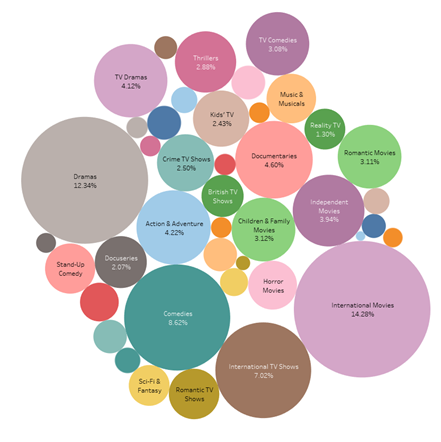 TV Comedies
3.08%
Thrillers
2.88%
TV Dramas
4.12%
Music &
Musicals
Kids' TV
2.43%
Reality TV
1.30%
Crime TV Shows
2.50%
Documentaries
4.60%
Romantic Movies
3.11%
Dramas
12.34%
British TV
Shows
Independent
Movies
3.94%
Action & Adventure
4.22%
Children & Family
Movies
3.12%
Stand-Up
Comedy
Docuseries
2.07%
Horror
Movies
International Movies
14.28%
Comedies
8.62%
International TV Shows
7.02%
Sci-Fi &
Fantasy
Romantic TV
Shows